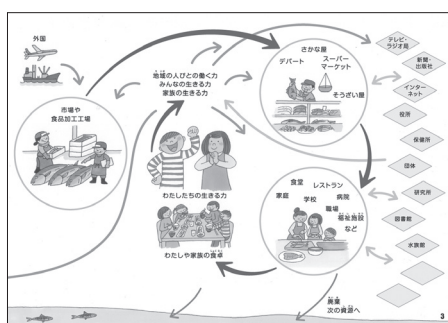 外国
市場や
食品加工工場
地域の人びとの働く力
みんなの生きる力
家族の生きる力
さかな屋
デパート
スーパー
マーケット
そうざい屋
わたしたちの生きる力
わたしや家族の食卓
食堂
レストラン
家庭
学校
病院
職場
福祉施設
など
廃棄
次の資源へ
テレビ・
ラジオ局
新聞・
出版社
インター
ネット
役所
保健所
団体
研究所
図書館
水族館
3